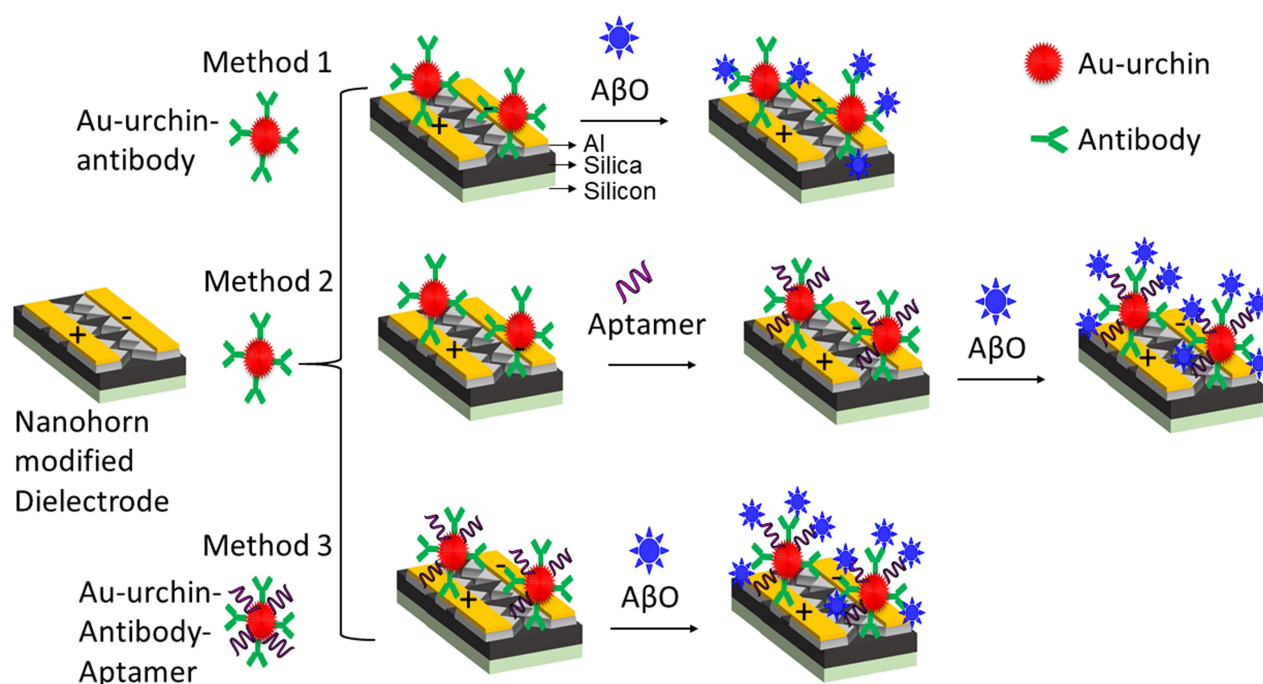 Method 1
Au-urchin-
antibody
+
-
AβO
Al
Silica
Silicon
+
-
Au-urchin
Antibody
+
-
Nanohorn
modified
Dielectrode
Method 2
+
-
Aptamer
+
-
AβO
+
-
Method 3
Au-urchin-
Antibody-
Aptamer
+
-
AβO
+
-